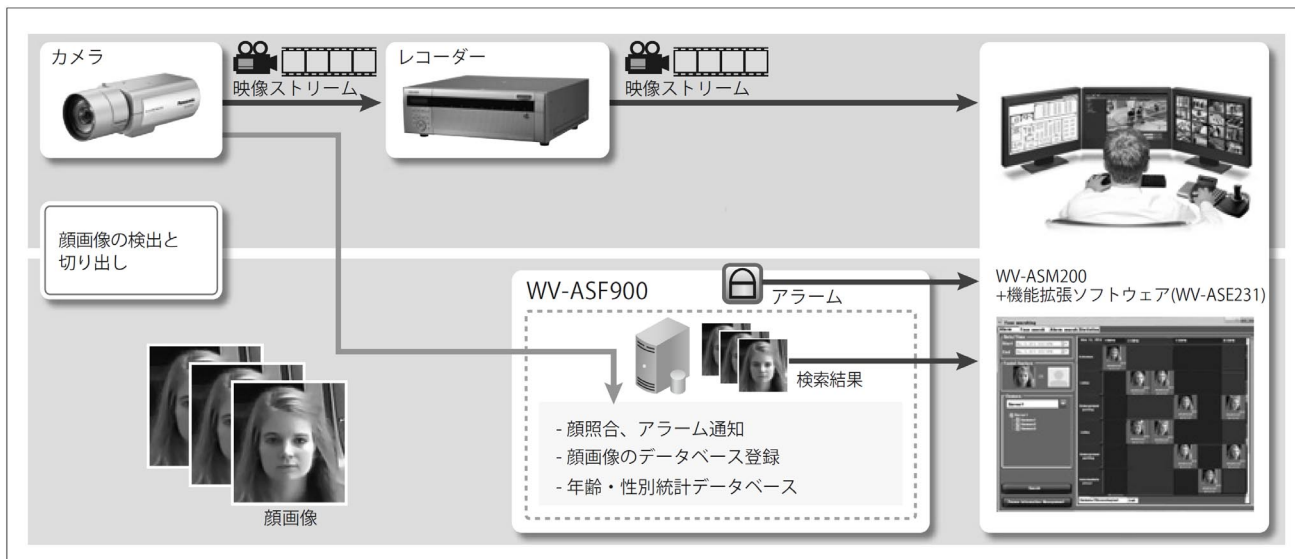 カメラ
映像ストリーム
レコーダー
映像ストリーム
Panasonic
顔画像の検出と
切り出し
WV-ASF900
アラーム
WV-ASM200
+機能拡張ソフトウェア(WV-ASE231)
検索結果
- 顔照合、アラーム通知
- 顔画像のデータベース登録
- 年齢・性別統計データベース
顔画像
Search